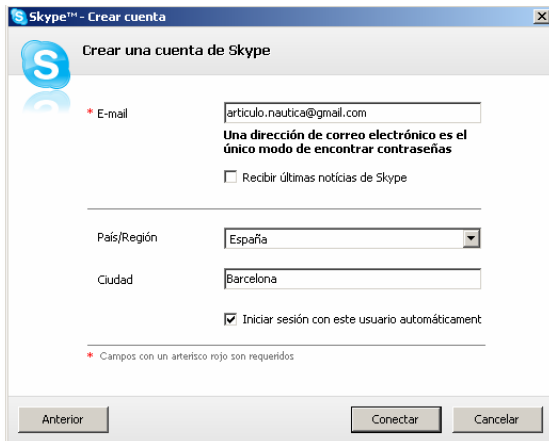 Skype™ - Crear cuenta
Crear una cuenta de Skype
* E-mail
articulo.nautica@gmail.com
Una dirección de correo electrónico es el
único modo de encontrar contraseñas
Recibir últimas notícias de Skype
País/Región
España
Ciudad
Barcelona
Iniciar sesión con este usuario automáticament
* Campos con un arterisco rojo son requeridos
Anterior
Conectar
Cancelar